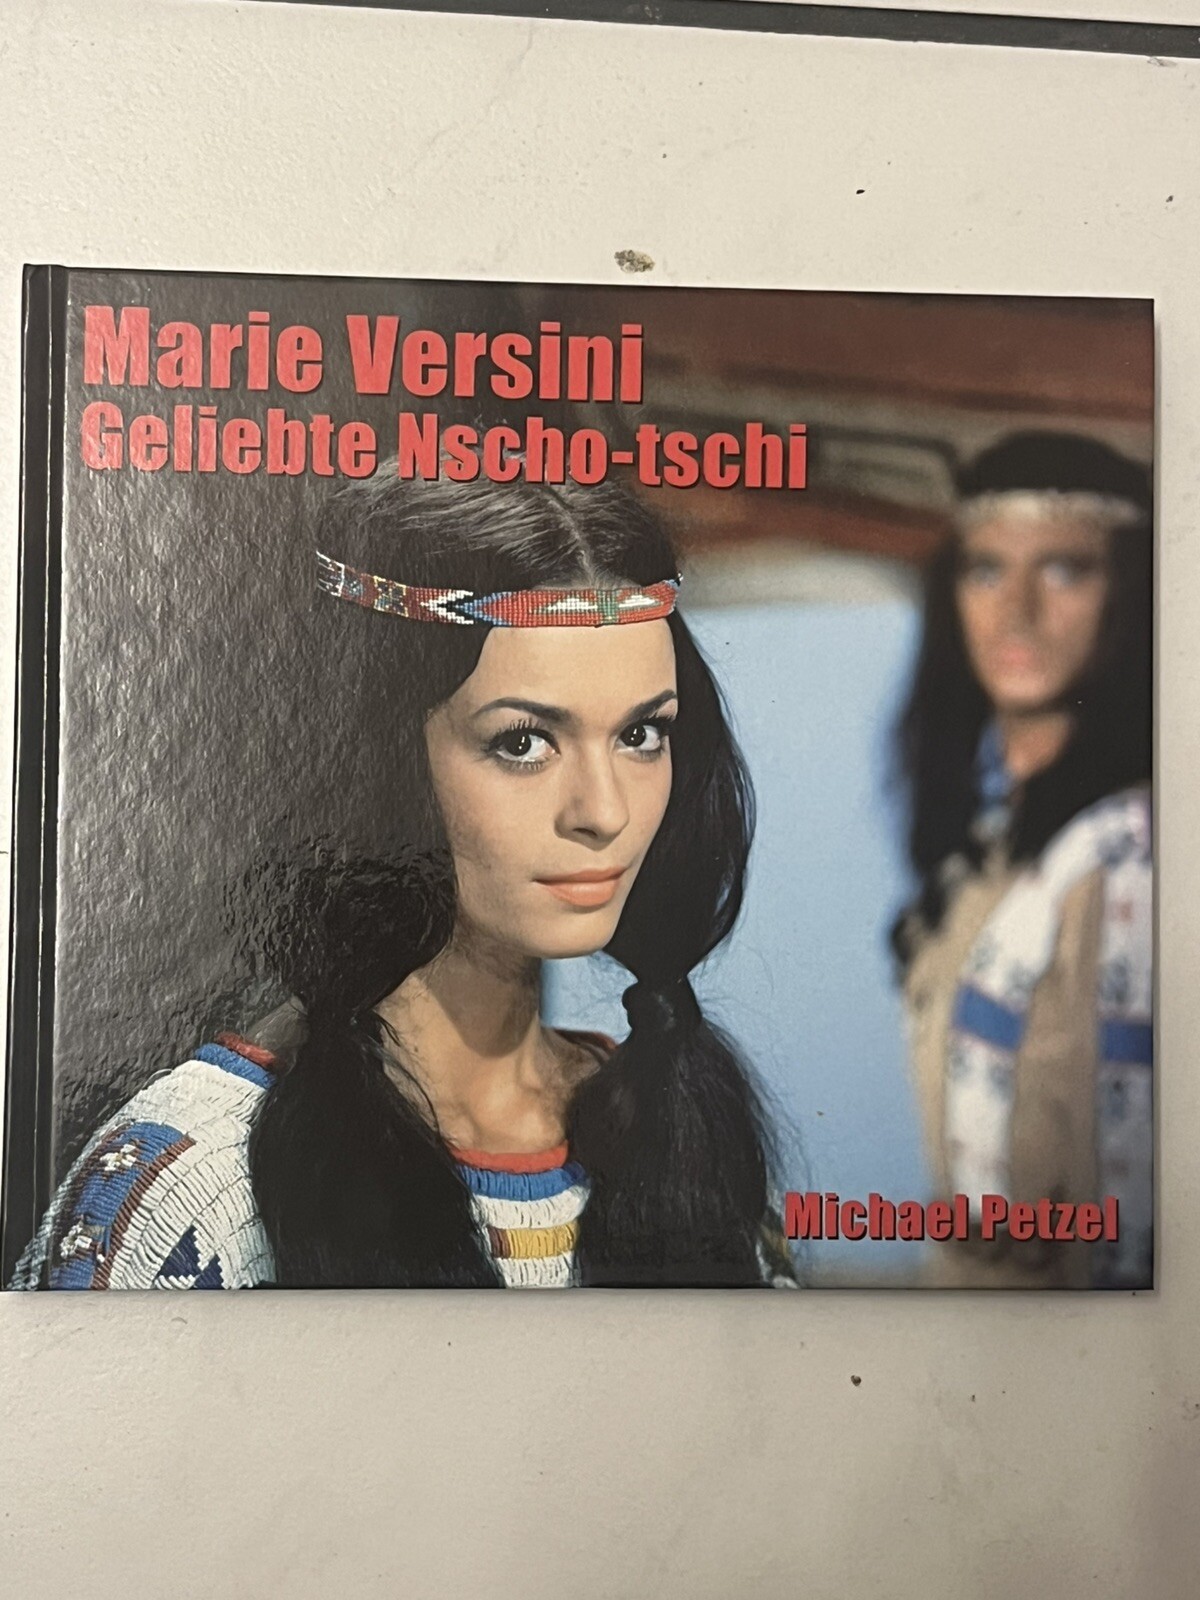 Marie Versini
Geliebte Nscho-tschi
Michael Petzel